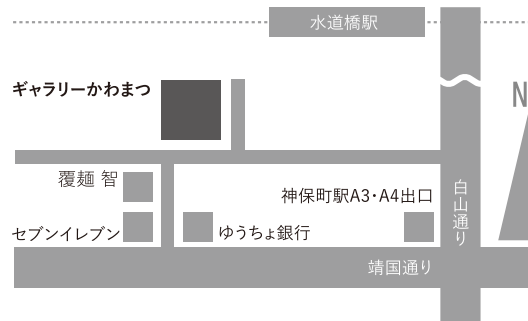 水道橋駅
ギャラリーかわまつ
N
覆麺 智
神保町駅A3・A4出口
白山通り
セブンイレブン
ゆうちょ銀行
靖国通り